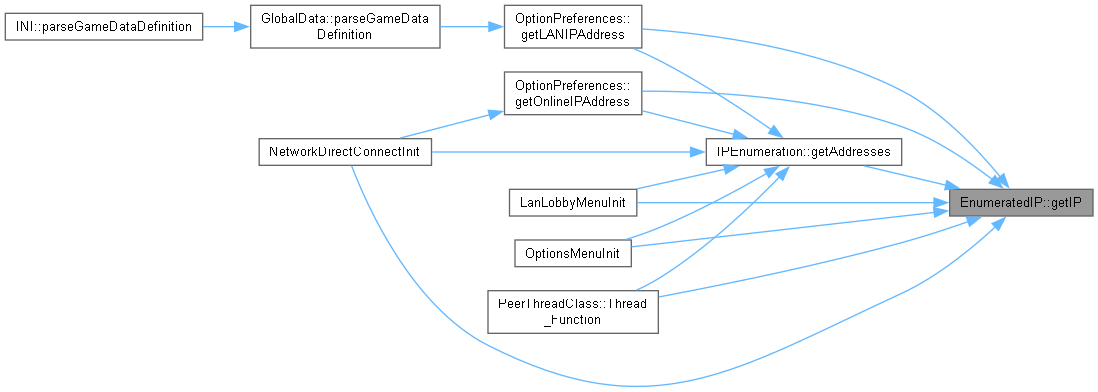 INI::parseGameDataDefinition
GlobalData::parseGameData
Definition
OptionPreferences::
getLANIPAddress
OptionPreferences::
getOnlineIPAddress
NetworkDirectConnectInit
IPEnumeration::getAddresses
LanLobbyMenuInit
EnumeratedIP::getIP
OptionsMenuInit
PeerThreadClass::Thread
_Function